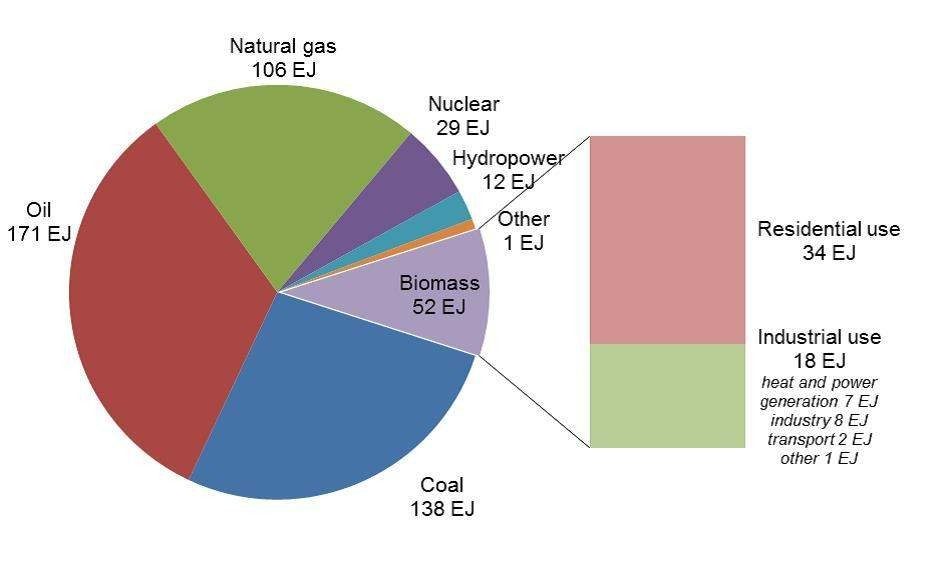 Natural gas
106 EJ
Nuclear
29 EJ
Hydropower
12 EJ
Other
1 EJ
Oil
171 EJ
Biomass
52 EJ
Coal
138 EJ
Residential use
34 EJ
Industrial use
18 EJ
heat and power
generation 7 EJ
industry 8 EJ
transport 2 EJ
other 1 EJ